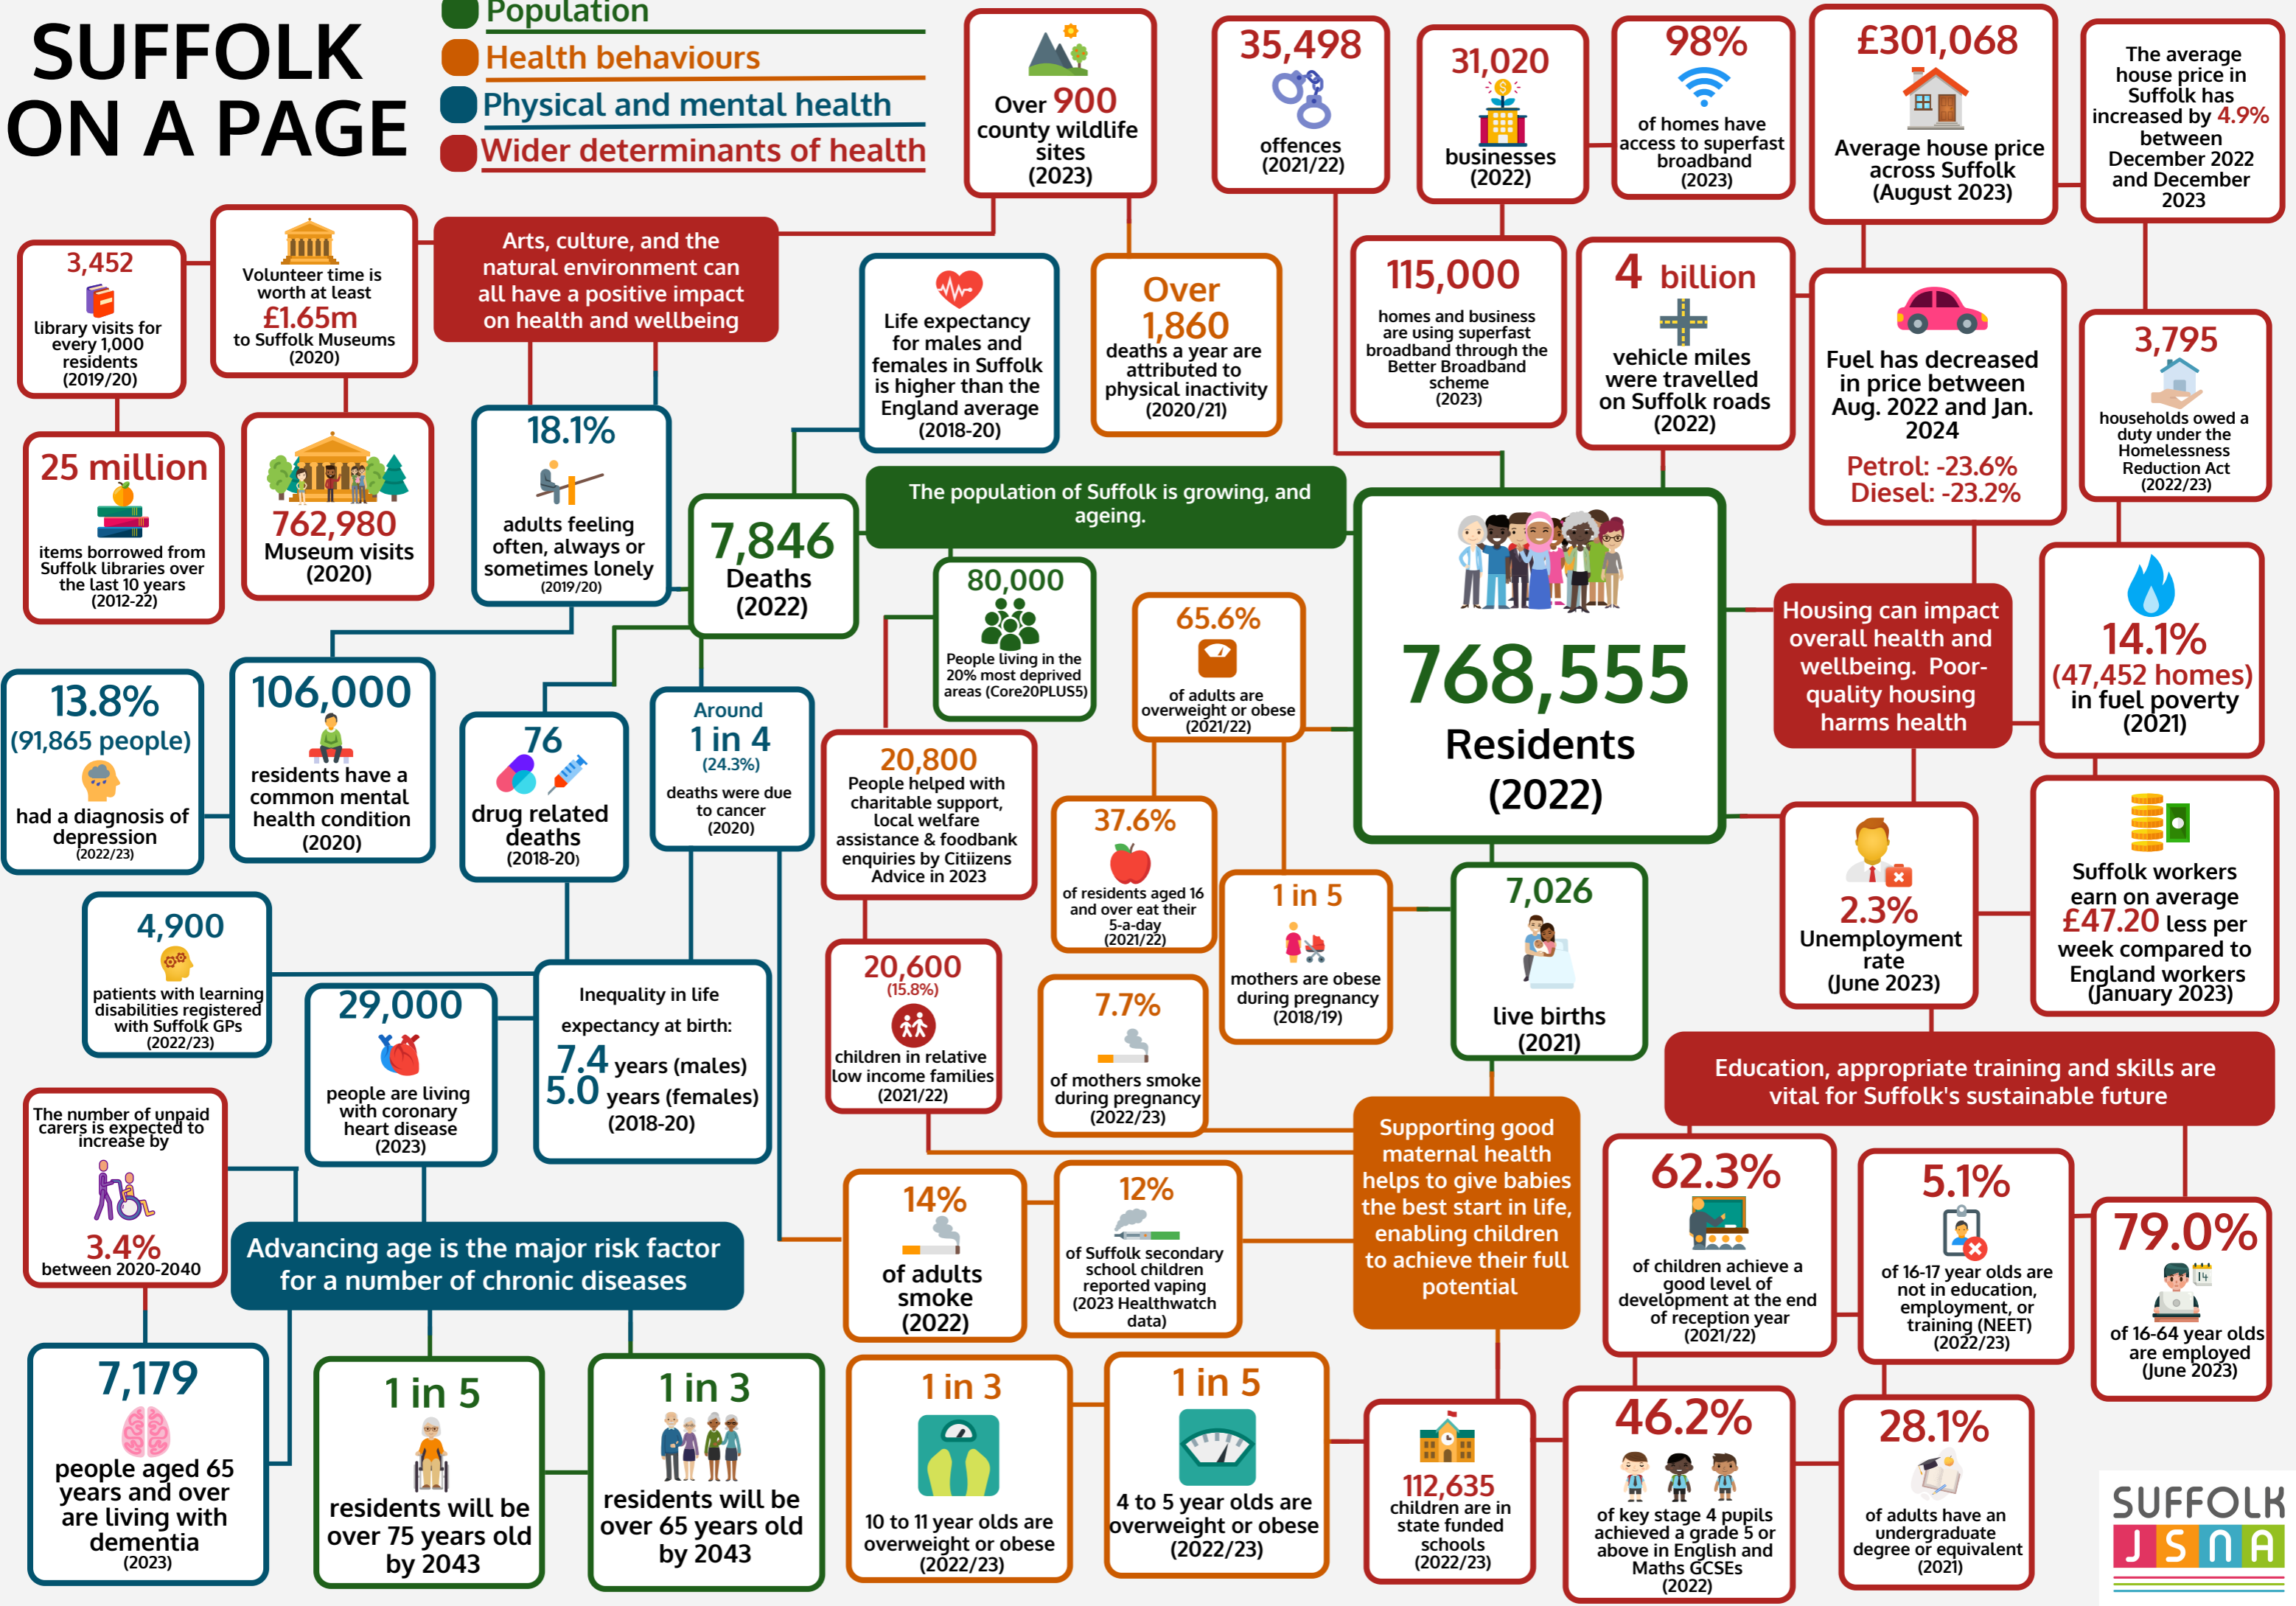 SUFFOLK
ON A PAGE
Population
Health behaviours
Physical and mental health
Wider determinants of health
Over 900
county wildlife
sites
(2023)
35,498
offences
(2021/22)
31,020
businesses
(2022)
98%
of homes have
access to superfast
broadband
(2023)
£301,068
Average house price
across Suffolk
(August 2023)
The average
house price in
Suffolk has
increased by 4.9%
between
December 2022
and December
2023
3,452
library visits for
every 1,000
residents
(2019/20)
Volunteer time is
worth at least
£1.65m
to Suffolk Museums
(2020)
Arts, culture, and the
natural environment can
all have a positive impact
on health and wellbeing
Life expectancy
for males and
females in Suffolk
is higher than the
England average
(2018-20)
Over
1,860
deaths a year are
attributed to
physical inactivity
(2020/21)
115,000
homes and business
are using superfast
broadband through the
Better Broadband
scheme
(2023)
4 billion
vehicle miles
were travelled
on Suffolk roads
(2022)
Fuel has decreased
in price between
Aug. 2022 and Jan.
2024
Petrol: -23.6%
Diesel: -23.2%
3,795
households owed a
duty under the
Homelessness
Reduction Act
(2022/23)
25 million
items borrowed from
Suffolk libraries over
the last 10 years
(2012-22)
762,980
Museum visits
(2020)
18.1%
adults feeling
often, always or
sometimes lonely
(2019/20)
7,846
Deaths
(2022)
The population of Suffolk is growing, and
ageing.
80,000
People living in the
20% most deprived
areas (Core20PLUS5)
65.6%
of adults are
overweight or obese
(2021/22)
768,555
Residents
(2022)
Housing can impact
overall health and
wellbeing. Poor-
quality housing
harms health
14.1%
(47,452 homes)
in fuel poverty
(2021)
13.8%
(91,865 people)
had a diagnosis of
depression
(2022/23)
106,000
residents have a
common mental
health condition
(2020)
76
drug related
deaths
(2018-20)
Around
1 in 4
(24.3%)
deaths were due
to cancer
(2020)
20,800
People helped with
charitable support,
local welfare
assistance & foodbank
enquiries by Citiizens
Advice in 2023
37.6%
of residents aged 16
and over eat their
5-a-day
(2021/22)
1 in 5
mothers are obese
during pregnancy
(2018/19)
7,026
live births
(2021)
2.3%
Unemployment
rate
(June 2023)
Suffolk workers
earn on average
£47.20 less per
week compared to
England workers
(January 2023)
4,900
patients with learning
disabilities registered
with Suffolk GPs
(2022/23)
29,000
people are living
with coronary
heart disease
(2023)
Inequality in life
expectancy at birth:
7.4 years (males)
5.0 years (females)
(2018-20)
20,600
(15.8%)
children in relative
low income families
(2021/22)
7.7%
of mothers smoke
during pregnancy
(2022/23)
Education, appropriate training and skills are
vital for Suffolk's sustainable future
The number of unpaid
carers is expected to
increase by
3.4%
between 2020-2040
Advancing age is the major risk factor
for a number of chronic diseases
14%
of adults
smoke
(2022)
12%
of Suffolk secondary
school children
reported vaping
(2023 Healthwatch
data)
Supporting good
maternal health
helps to give babies
the best start in life,
enabling children
to achieve their full
potential
62.3%
of children achieve a
good level of
development at the end
of reception year
(2021/22)
5.1%
of 16-17 year olds are
not in education,
employment, or
training (NEET)
(2022/23)
79.0%
14
of 16-64 year olds
are employed
(June 2023)
7,179
people aged 65
years and over
are living with
dementia
(2023)
1 in 5
residents will be
over 75 years old
by 2043
1 in 3
residents will be
over 65 years old
by 2043
1 in 3
10 to 11 year olds are
overweight or obese
(2022/23)
1 in 5
4 to 5 year olds are
overweight or obese
(2022/23)
112,635
children are in
state funded
schools
(2022/23)
46.2%
of key stage 4 pupils
achieved a grade 5 or
above in English and
Maths GCSEs
(2022)
28.1%
of adults have an
undergraduate
degree or equivalent
(2021)
SUFFOLK
JSNA